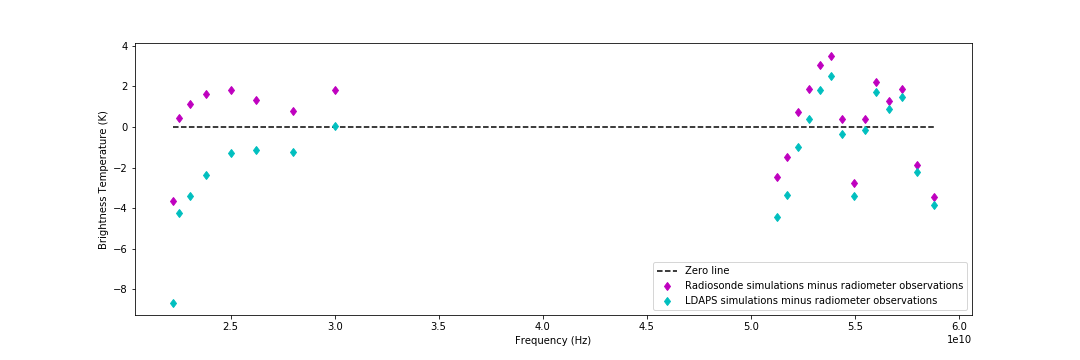 4
2
0
−2
−4
−6
−8
Brightness Temperature (K)
Zero line
Radiosonde simulations minus radiometer observations
LDAPS simulations minus radiometer observations
2.5 3.0 3.5 4.0 4.5 5.0 5.5 6.0
1e10
Frequency (Hz)